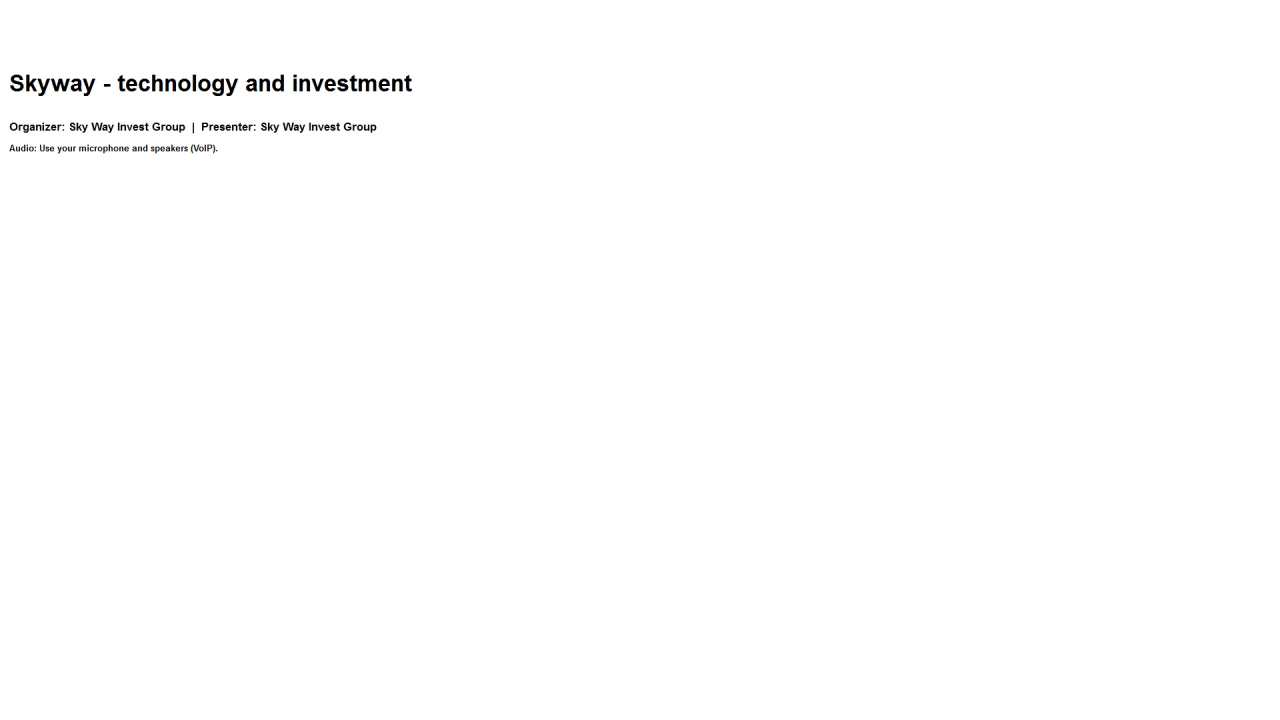 Skyway - technology and investment
Organizer: Sky Way Invest Group | Presenter: Sky Way Invest Group
Audio: Use your microphone and speakers (VoIP).